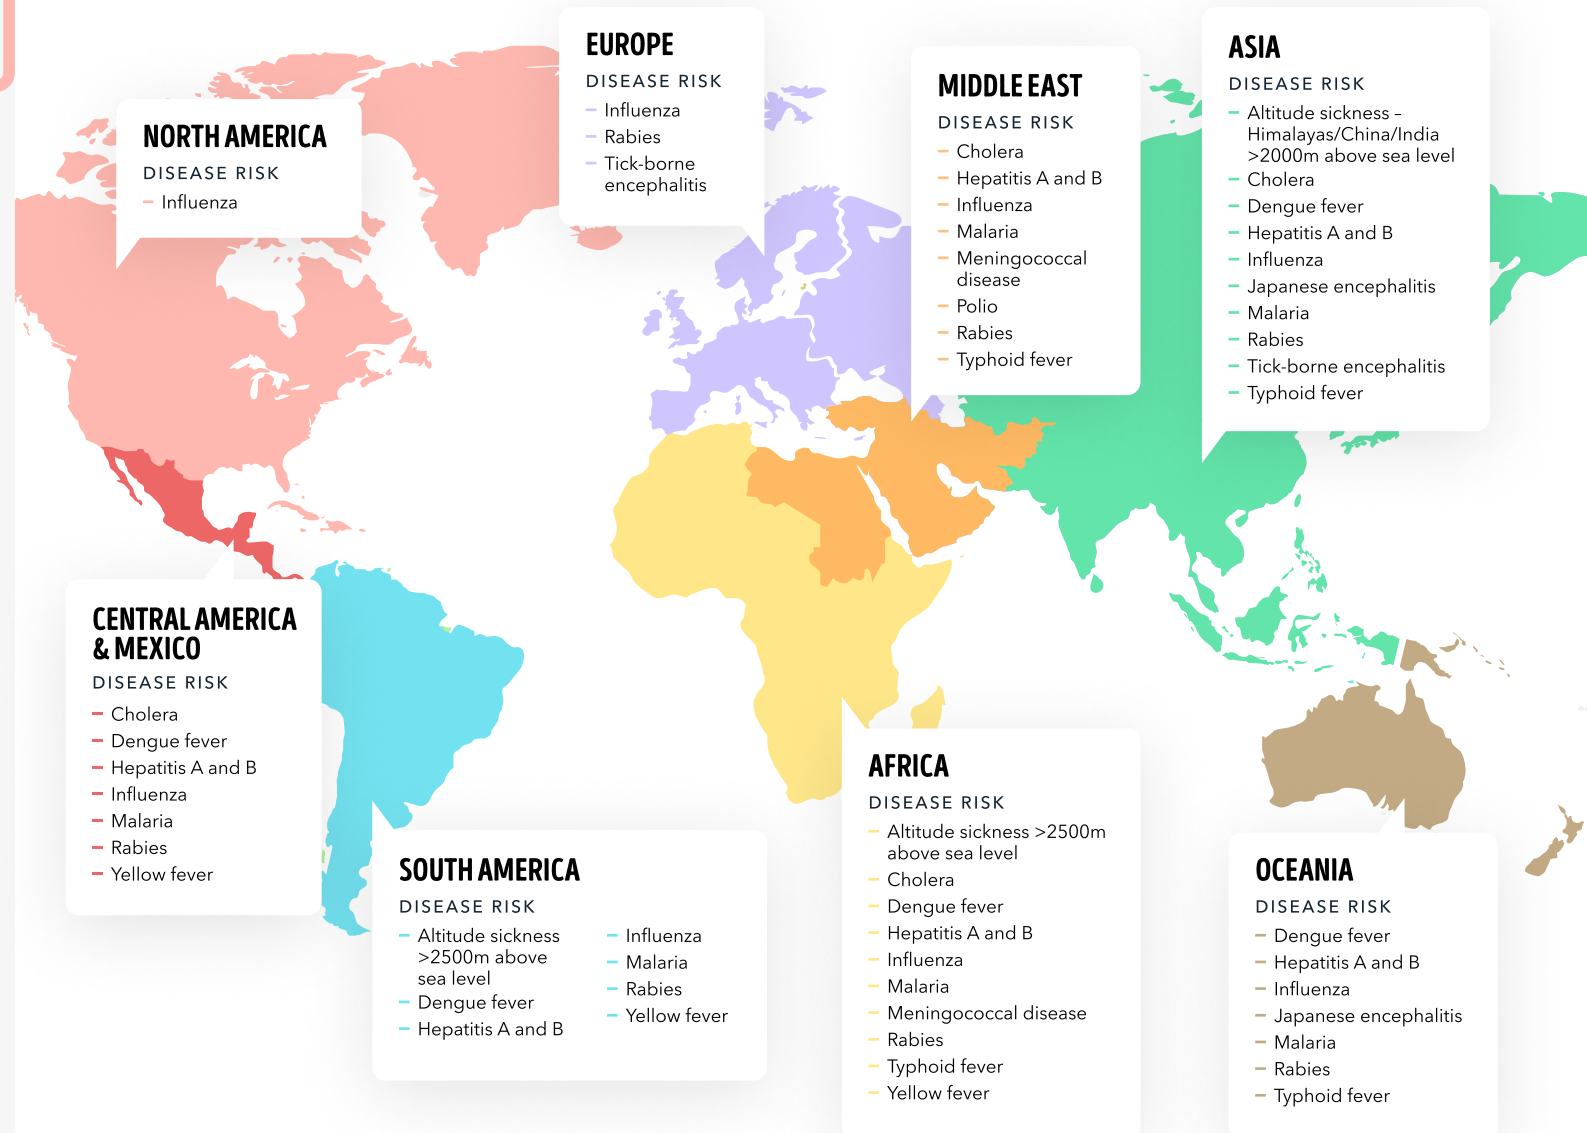 NORTH AMERICA
DISEASE RISK
– Influenza
EUROPE
DISEASE RISK
– Influenza
– Rabies
– Tick-borne
encephalitis
MIDDLE EAST
DISEASE RISK
– Cholera
– Hepatitis A and B
– Influenza
– Malaria
– Meningococcal
disease
– Polio
– Rabies
– Typhoid fever
ASIA
DISEASE RISK
– Altitude sickness –
Himalayas/China/India
>2000m above sea level
– Cholera
– Dengue fever
– Hepatitis A and B
– Influenza
– Japanese encephalitis
– Malaria
– Rabies
– Tick-borne encephalitis
– Typhoid fever
CENTRAL AMERICA
& MEXICO
DISEASE RISK
– Cholera
– Dengue fever
– Hepatitis A and B
– Influenza
– Malaria
– Rabies
– Yellow fever
SOUTH AMERICA
DISEASE RISK
– Altitude sickness
>2500m above
sea level
– Dengue fever
– Hepatitis A and B
– Influenza
– Malaria
– Rabies
– Yellow fever
AFRICA
DISEASE RISK
– Altitude sickness >2500m
above sea level
– Cholera
– Dengue fever
– Hepatitis A and B
– Influenza
– Malaria
– Meningococcal disease
– Rabies
– Typhoid fever
– Yellow fever
OCEANIA
DISEASE RISK
– Dengue fever
– Hepatitis A and B
– Influenza
– Japanese encephalitis
– Malaria
– Rabies
– Typhoid fever